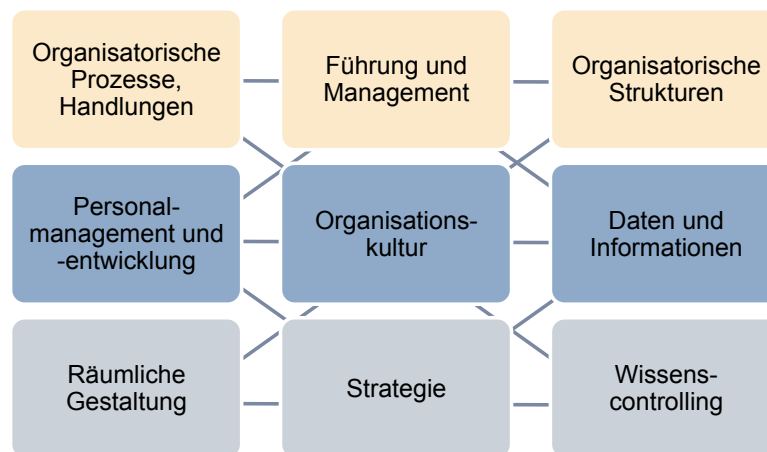 Organisatorische
Prozesse,
Handlungen
Führung und
Management
Organisatorische
Strukturen
Personal-
management und
-entwicklung
Organisations-
kultur
Daten und
Informationen
Räumliche
Gestaltung
Strategie
Wissens-
controlling